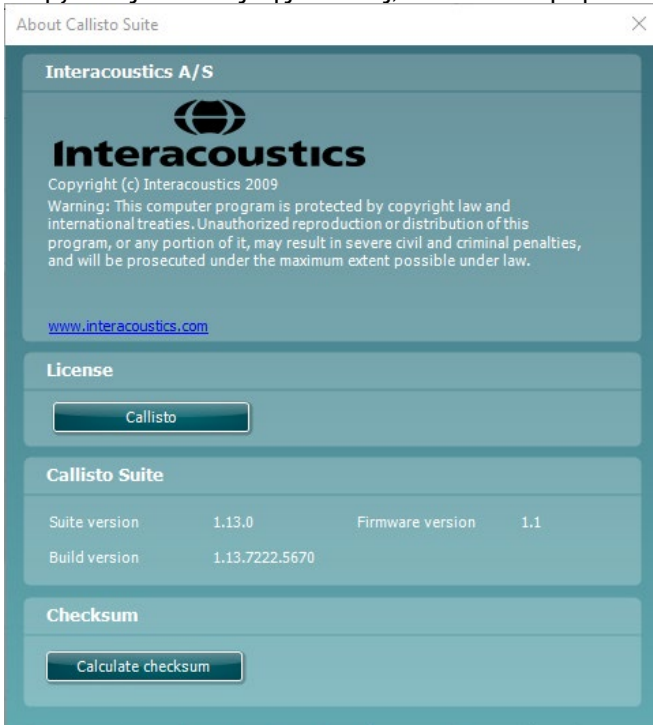 About Callisto Suite
Interacoustics A/S
Interacoustics
Copyright (c) Interacoustics 2009
Warning: This computer program is protected by copyright law and
international treaties. Unauthorized reproduction or distribution of this
program, or any portion of it, may result in severe civil and criminal penalties,
and will be prosecuted under the maximum extent possible under law.
www.interacoustics.com
License
Callisto
Callisto Suite
Suite version 1.13.0 Firmware version 1.1
Build version 1.13.7222.5670
Checksum
Calculate checksum